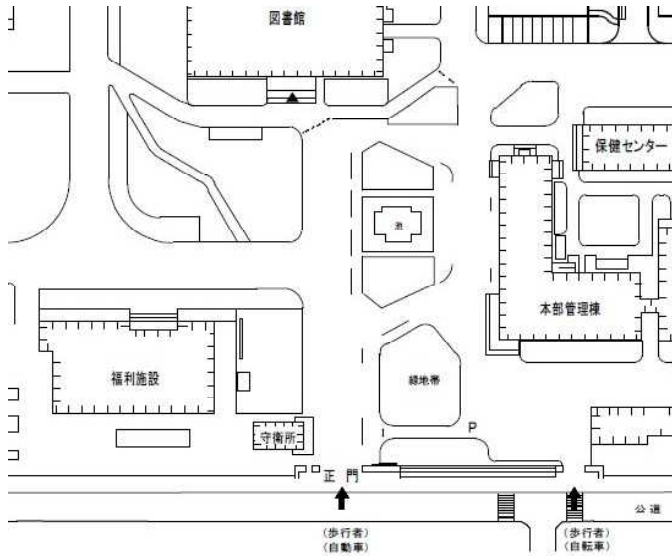 図書館
保健センター
池
本部管理棟
福利施設
緑地帯
P
守衛所
正門
公道
(歩行者)
(自動車)
(歩行者)
(自転車)